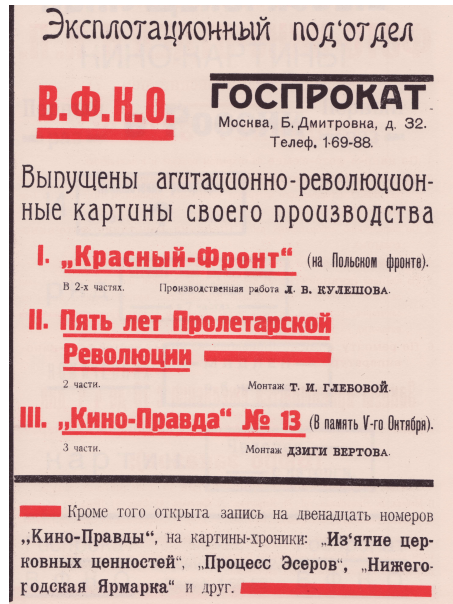 Эксплотационный под‘отдел
В.Ф.К.О.
ГОСПРОКАТ
Москва, Б. Дмитровка, д. 32.
Телеф. 1-69-88.
Выпущены агитационно-революцион-
ные картины своего производства
I. „Красный-Фронт“ (на Польском фронте).
В 2-х частях. Производственная работа Л. В. КУЛЕШОВА.
II. Пять лет Пролетарской
Революции
2 части. Монтаж Т. И. ГЛЕБОВОЙ.
III. „Кино-Правда“ № 13 (В память V-го Октября).
3 части. Монтаж ДЗИГИ ВЕРТОВА.
Кроме того открыта запись на двенадцать номеров
„Кино-Правды“, на картины-хроники: „Из‘ятие цер-
ковных ценностей“, „Процесс Эсеров“, „Нижего-
родская Ярмарка“ и друг.